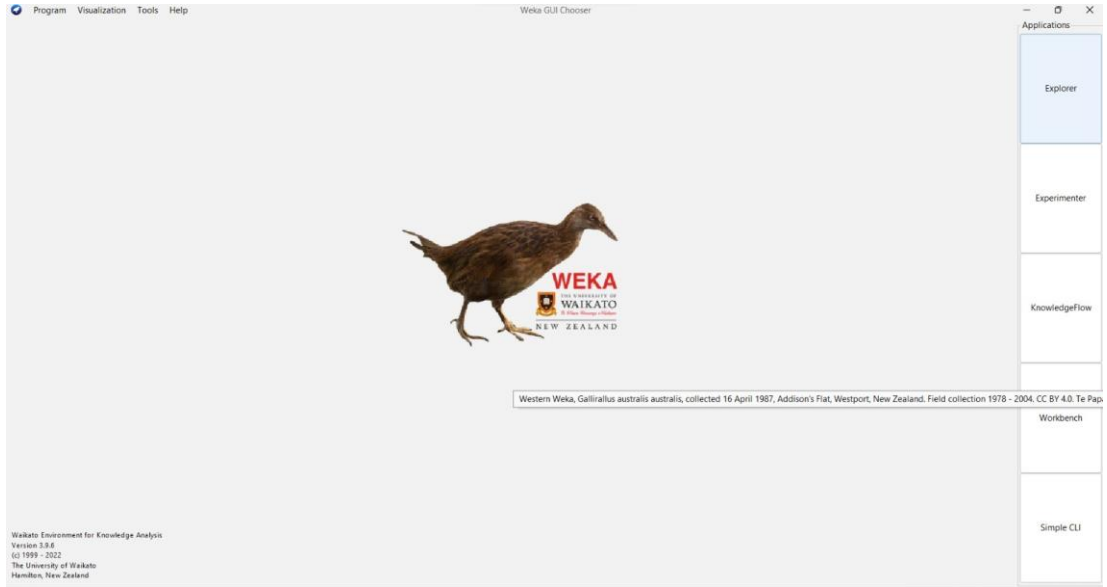 Program Visualization Tools Help
Weka GUI Chooser
Applications
Explorer
Experimenter
KnowledgeFlow
WEKA
THE UNIVERSITY OF
WAIKATO
NEW ZEALAND
Western Weka, Gallirallus australis australis, collected 16 April 1987, Addison's Flat, Westport, New Zealand. Field collection 1978 - 2004. CC BY 4.0. Te Papa
Workbench
Simple CLI
Waikato Environment for Knowledge Analysis
Version 3.9.6
(c) 1999 - 2022
The University of Waikato
Hamilton, New Zealand